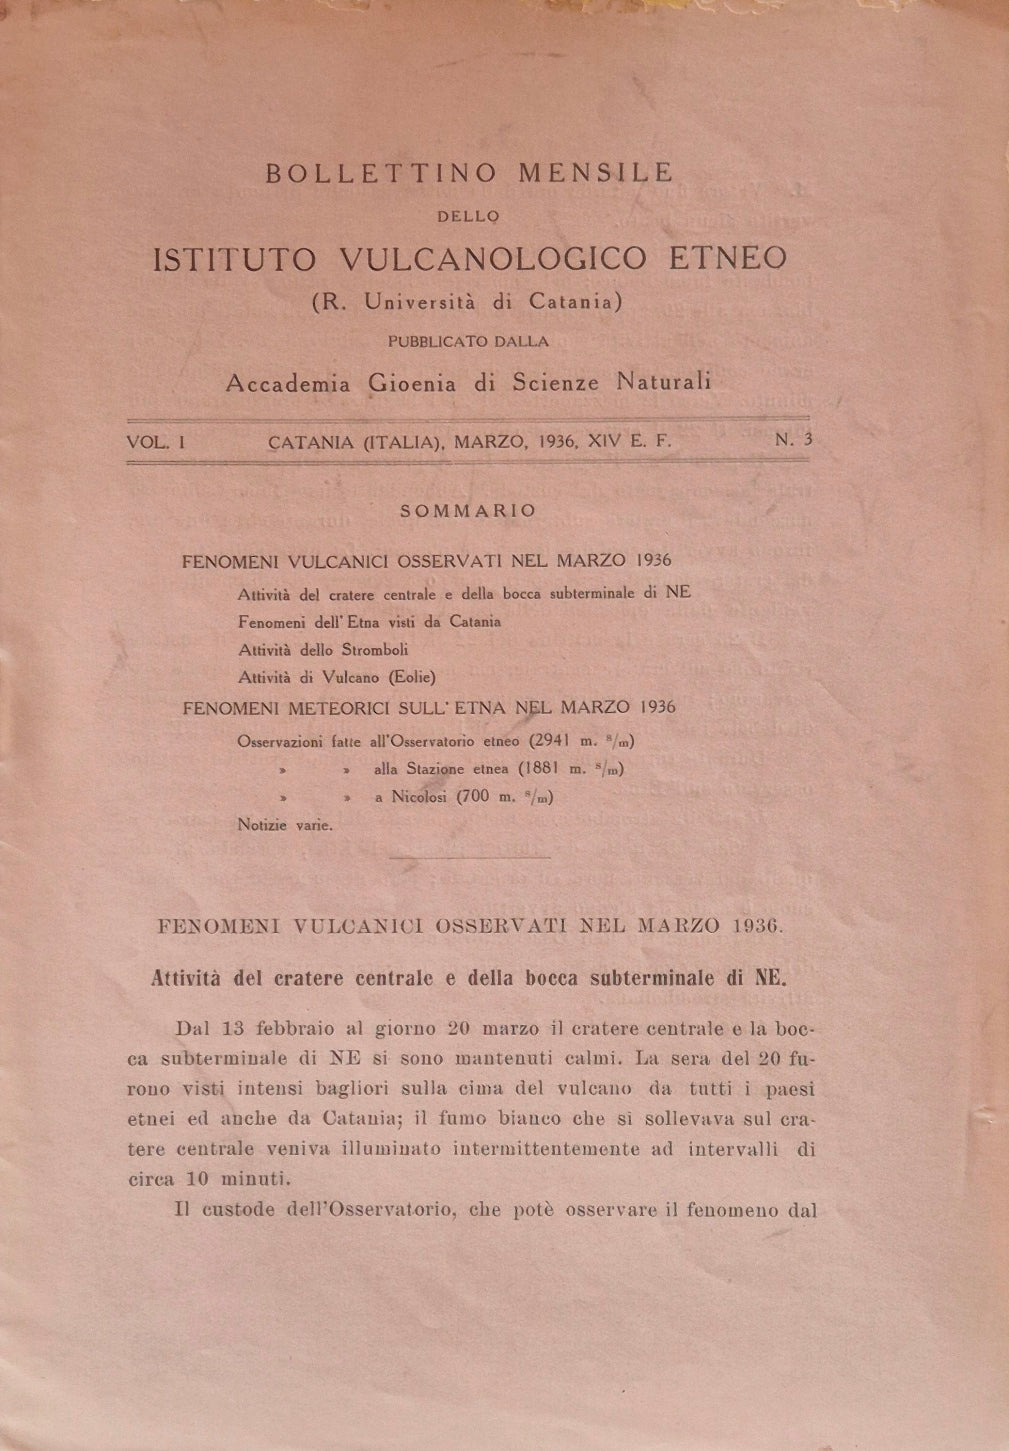 BOLLETTINO MENSILE
DELLO
ISTITUTO VULCANOLOGICO ETNEO
(R. Università di Catania)
PUBBLICATO DALLA
Accademia Gioenia di Scienze Naturali
VOL. I CATANIA (ITALIA), MARZO, 1936, XIV E. F. N. 3
SOMMARIO
FENOMENI VULCANICI OSSERVATI NEL MARZO 1936
Attività del cratere centrale e della bocca subterminale di NE
Fenomeni dell'Etna visti da Catania
Attività dello Stromboli
Attività di Vulcano (Eolie)
FENOMENI METEORICI SULL'ETNA NEL MARZO 1936
Osservazioni fatte all'Osservatorio etneo (2941 m. s/m)
» » alla Stazione etnea (1881 m. s/m)
» » a Nicolosi (700 m. s/m)
Notizie varie.
FENOMENI VULCANICI OSSERVATI NEL MARZO 1936.
Attività del cratere centrale e della bocca subterminale di NE.
Dal 13 febbraio al giorno 20 marzo il cratere centrale e la boc-
ca subterminale di NE si sono mantenuti calmi. La sera del 20 fu-
rono visti intensi bagliori sulla cima del vulcano da tutti i paesi
etnei ed anche da Catania; il fumo bianco che si sollevava sul cra-
tere centrale veniva illuminato intermittentemente ad intervalli di
circa 10 minuti.
Il custode dell'Osservatorio, che potè osservare il fenomeno dal